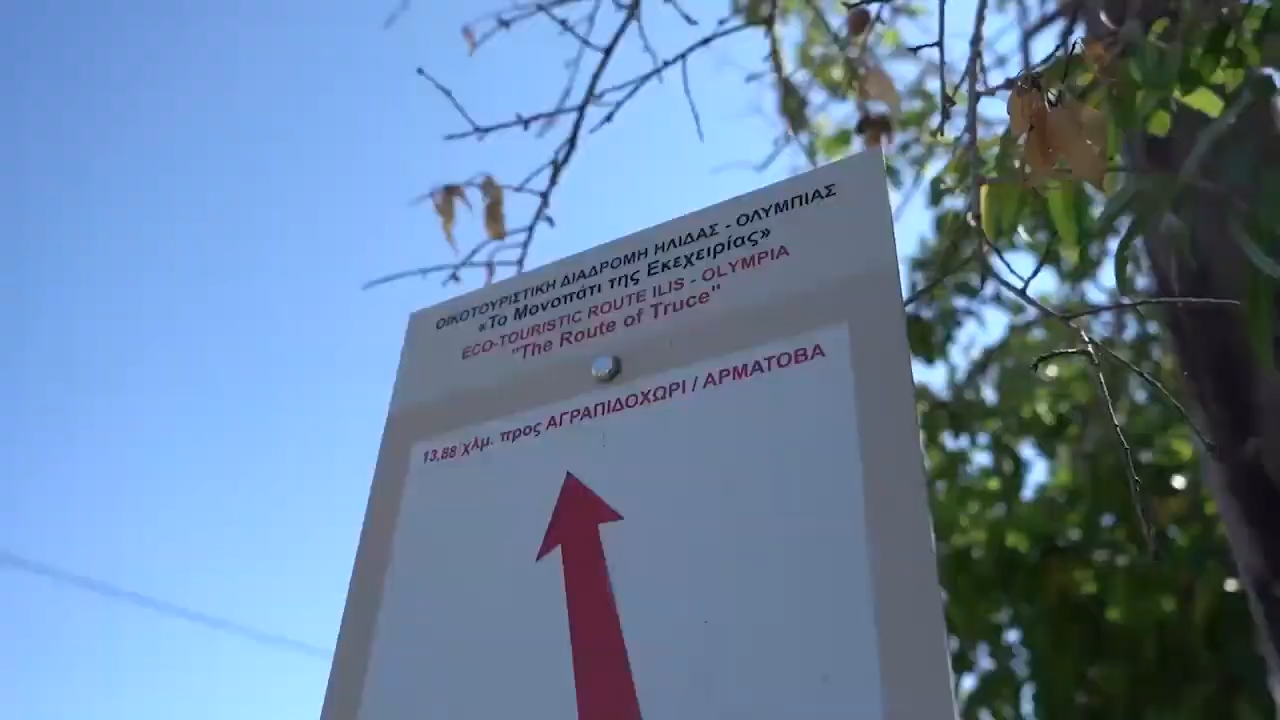 ΟΙΚΟΤΟΥΡΙΣΤΙΚΗ ΔΙΑΔΡΟΜΗ ΗΛΙΔΑΣ - ΟΛΥΜΠΙΑΣ
«Το Μονοπάτι της Εκεχειρίας»
ECO-TOURISTIC ROUTE ILIS - OLYMPIA
"The Route of Truce"
13,88 χλμ. προς ΑΓΡΑΠΙΔΟΧΩΡΙ / ΑΡΜΑΤΟΒΑ